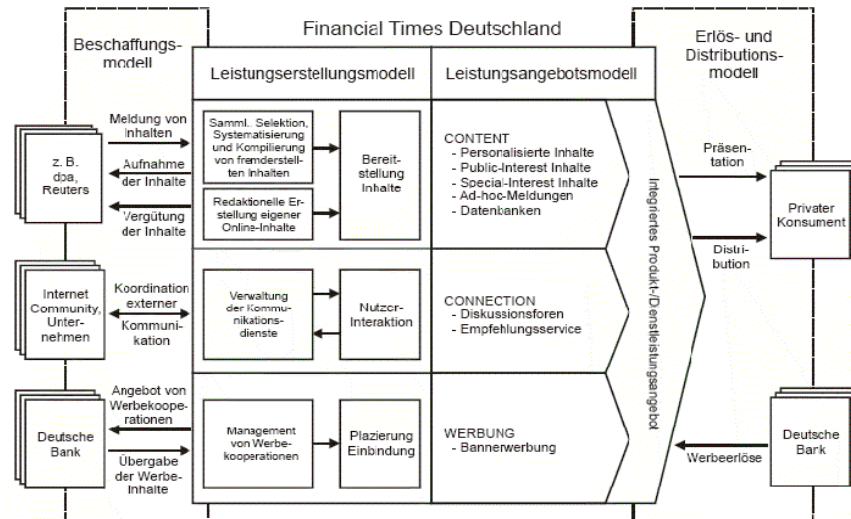 Financial Times Deutschland
Beschaffungs-
modell
Leistungserstellungsmodell
Leistungsangebotsmodell
Erlös- und
Distributions-
modell
z. B.
dpa,
Reuters
Meldung von
Inhalten
Aufnahme
der Inhalte
Vergütung
der Inhalte
Samml. Selektion,
Systematisierung
und Kompilierung
von fremderstell-
ten Inhalten
Redaktionelle Er-
stellung eigener
Online-Inhalte
Bereit-
stellung
Inhalte
CONTENT
- Personalisierte Inhalte
- Public-Interest Inhalte
- Special-Interest Inhalte
- Ad-hoc-Meldungen
- Datenbanken
Integriertes Produkt-/Dienstleistungsangebot
Präsen-
tation
Distri-
bution
Privater
Konsument
Internet
Community,
Unter-
nehmen
Koordination
externer
Kommuni-
kation
Verwaltung
der Kommu-
nikations-
dienste
Nutzer-
Interaktion
CONNECTION
- Diskussionsforen
- Empfehlungsservice
Deutsche
Bank
Angebot von
Werbekoope-
rationen
Übergabe
der Werbe-
Inhalte
Management
von Werbe-
kooperationen
Plazierung
Einbindung
WERBUNG
- Bannerwerbung
Werbeerlöse
Deutsche
Bank